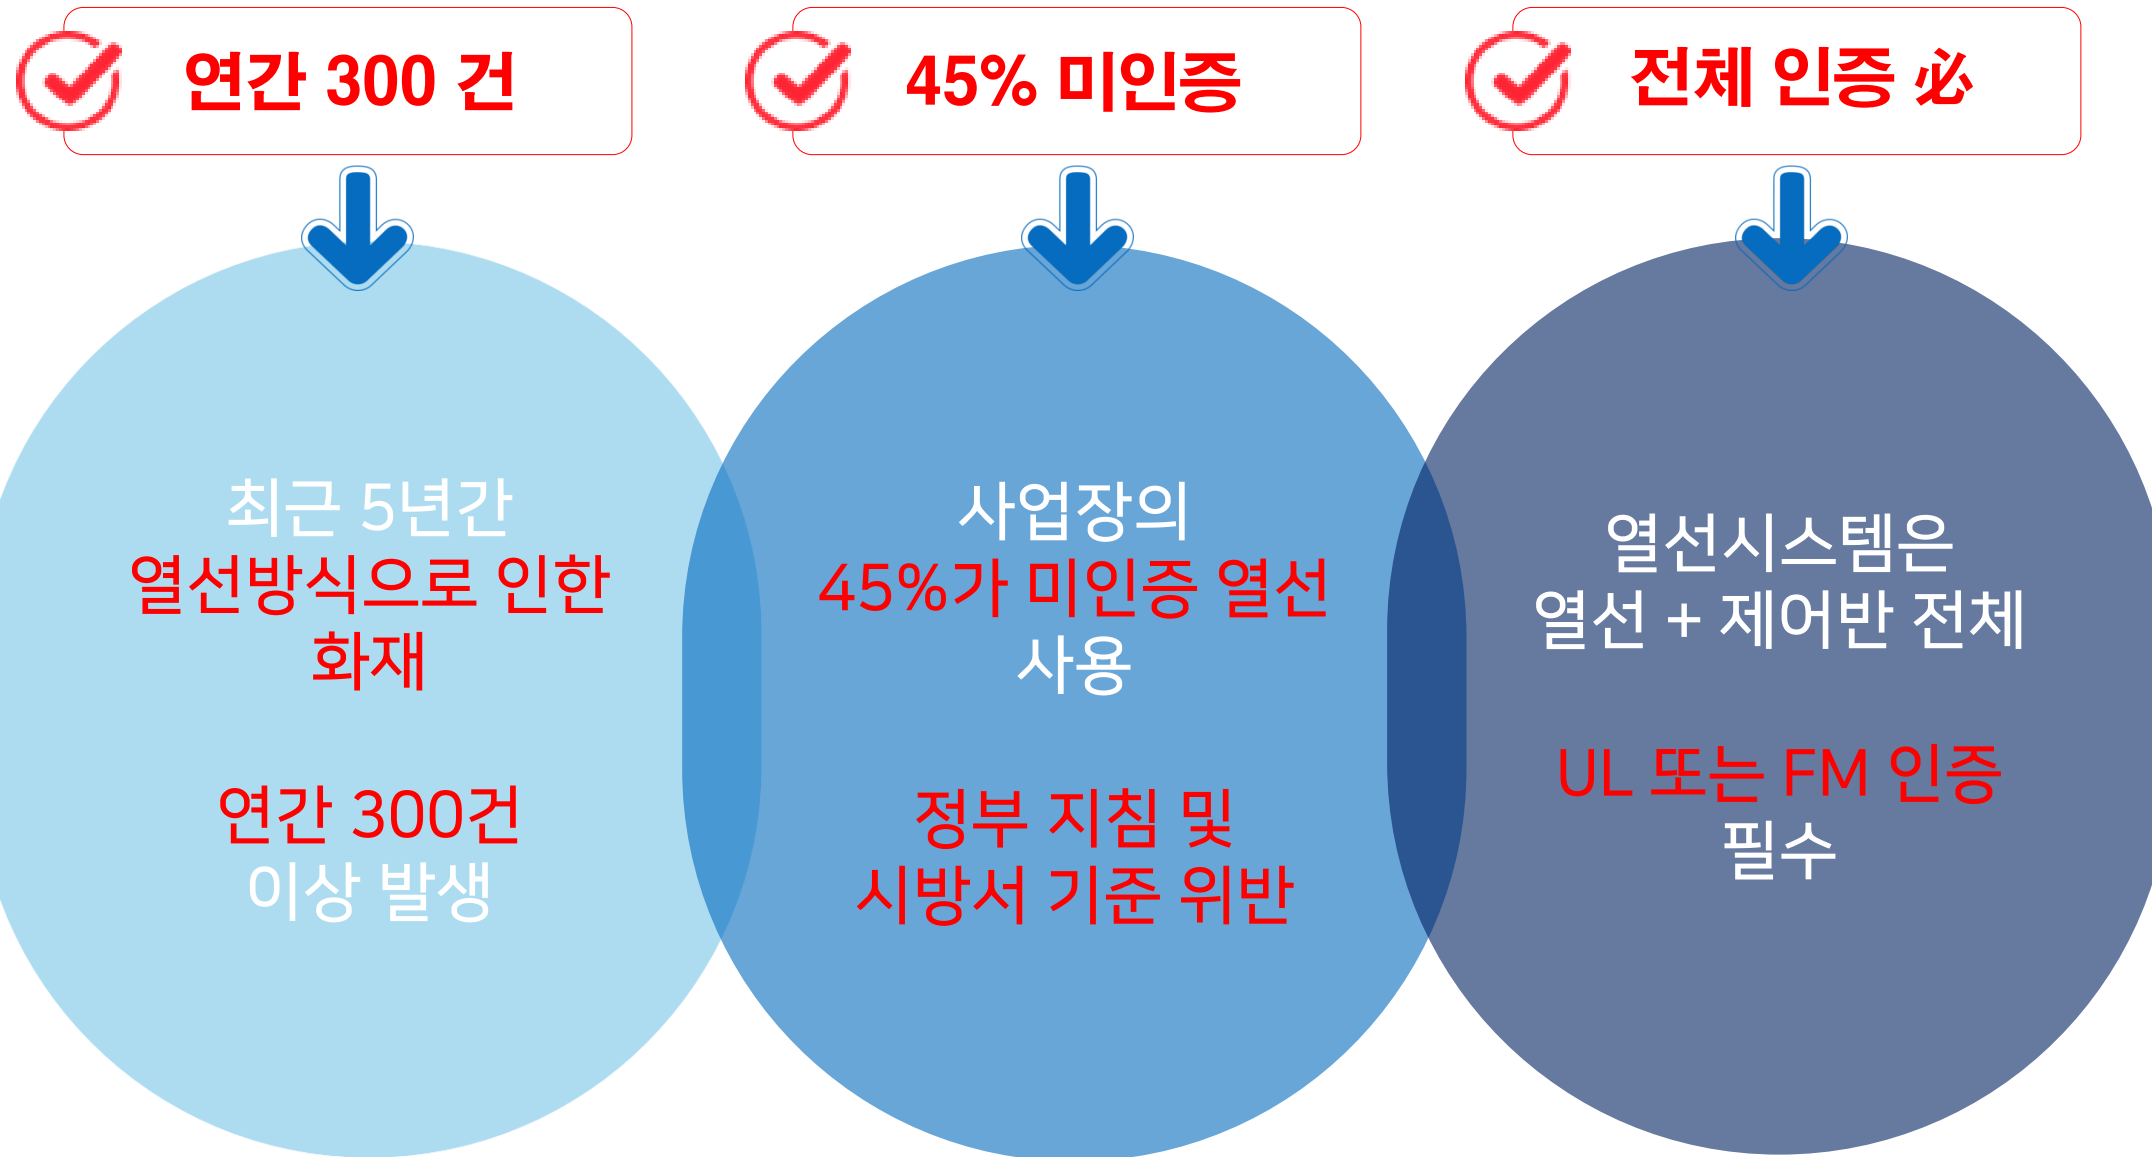 연간 300 건
45% 미인증
전체 인증 必
최근 5년간
열선방식으로 인한
화재
연간 300건
이상 발생
사업장의
45%가 미인증 열선
사용
정부 지침 및
시방서 기준 위반
열선시스템은
열선 + 제어반 전체
UL 또는 FM 인증
필수